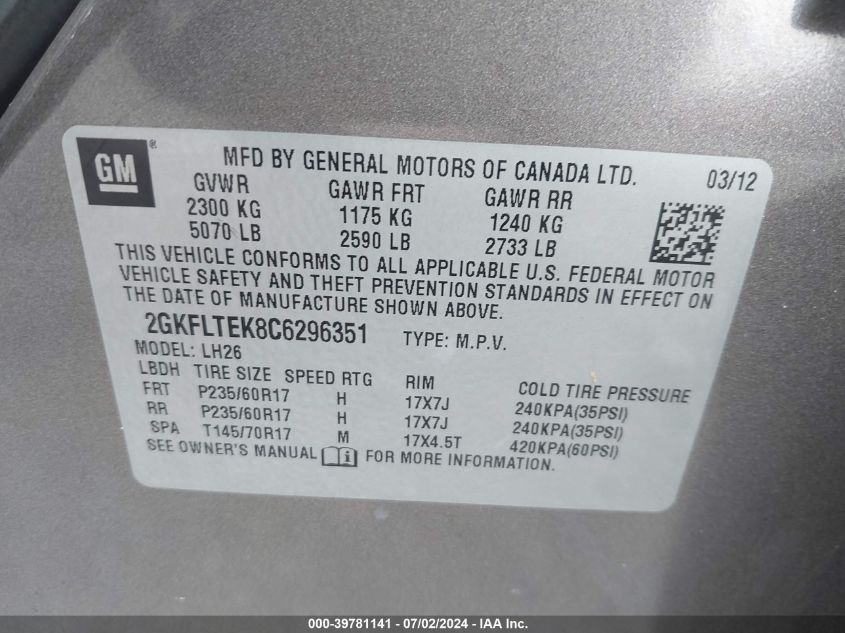 GM®
MFD BY GENERAL MOTORS OF CANADA LTD. 03/12
GVWR GAWR FRT GAWR RR
2300 KG 1175 KG 1240 KG
5070 LB 2590 LB 2733 LB
THIS VEHICLE CONFORMS TO ALL APPLICABLE U.S. FEDERAL MOTOR
VEHICLE SAFETY AND THEFT PREVENTION STANDARDS IN EFFECT ON
THE DATE OF MANUFACTURE SHOWN ABOVE.
2GKFLTEK8C6296351 TYPE: M.P.V.
MODEL: LH26
LBDH TIRE SIZE SPEED RTG RIM COLD TIRE PRESSURE
FRT P235/60R17 H 17X7J 240KPA(35PSI)
RR P235/60R17 H 17X7J 240KPA(35PSI)
SPA T145/70R17 M 17X4.5T 420KPA(60PSI)
SEE OWNER'S MANUAL i FOR MORE INFORMATION.
000-39781141 - 07/02/2024 - IAA Inc.